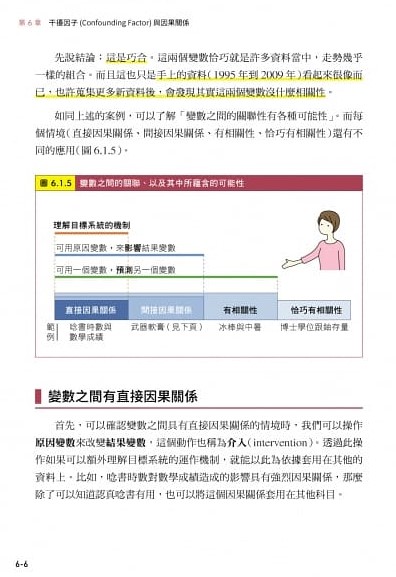 第 6 章 干擾因子 (Confounding Factor) 與因果關係
先說結論：這是巧合。這兩個變數恰巧就是許多資料當中，走勢幾乎
一樣的組合。而且這也只是手上的資料（1995 年到 2009 年）看起來很像而
已，也許蒐集更多新資料後，會發現其實這兩個變數沒什麼相關性。
如同上述的案例，可以了解「變數之間的關聯性有各種可能性」。而每
個情境（直接因果關係、間接因果關係、有相關性、恰巧有相關性）還有不
同的應用（圖 6.1.5）。
圖 6.1.5 變數之間的關聯、以及其中所蘊含的可能性
理解目標系統的機制
可用原因變數，來影響結果變數
可用一個變數，預測另一個變數
直接因果關係 間接因果關係 有相關性 恰巧有相關性
範例 唸書時數與數學成績 武器軟膏（見下頁） 冰棒與中暑 博士學位跟鈾存量
變數之間有直接因果關係
首先，可以確認變數之間具有直接因果關係的情境時，我們可以操作
原因變數來改變結果變數，這個動作也稱為介入（intervention）。透過此操
作如果可以額外理解目標系統的運作機制，就能以此為依據套用在其他的
資料上。比如，唸書時數對數學成績造成的影響具有強烈因果關係，那麼
除了可以知道認真唸書有用，也可以將這個因果關係套用在其他科目。
6-6